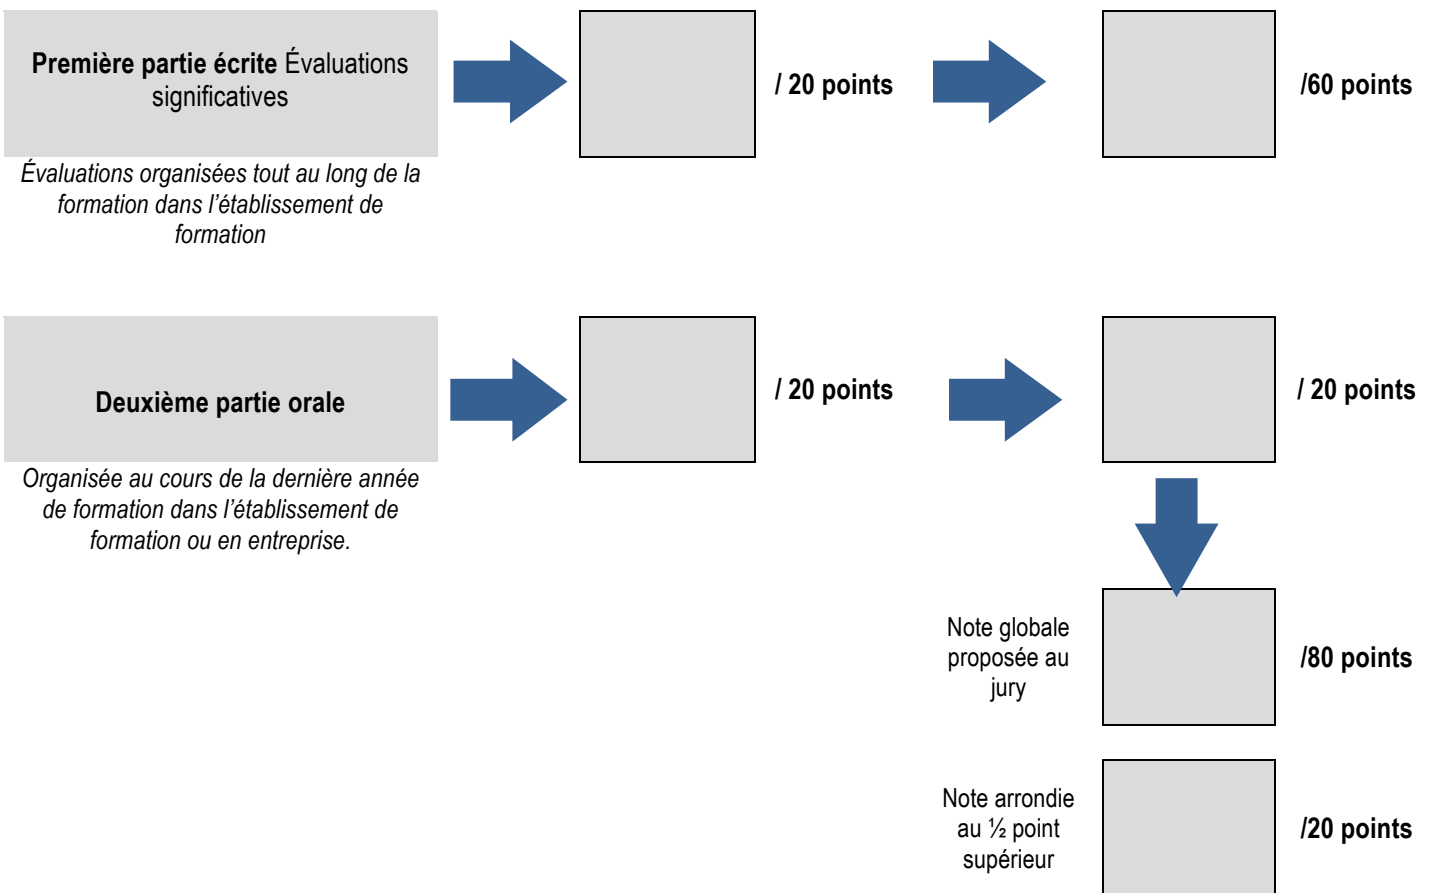 Première partie écrite Évaluations
significatives
/ 20 points
/60 points
Évaluations organisées tout au long de la
formation dans l’établissement de
formation
Deuxième partie orale
/ 20 points
/ 20 points
Organisée au cours de la dernière année
de formation dans l’établissement de
formation ou en entreprise.
Note globale
proposée au
jury
/80 points
Note arrondie
au ½ point
supérieur
/20 points